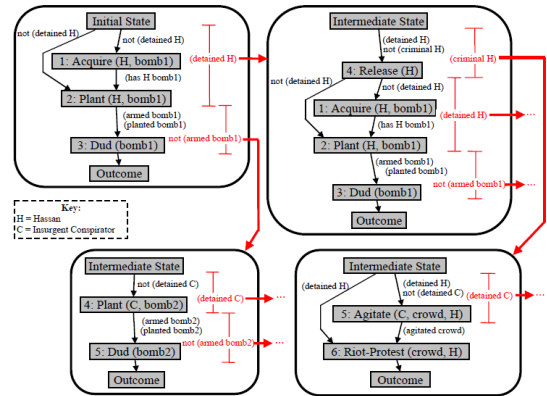 Initial State
not (detained H)
not (detained H)
1: Acquire (H, bomb1)
(has H bomb1)
2: Plant (H, bomb1)
(armed bomb1)
(planted bomb1)
3: Dud (bomb1)
Outcome
(detained H)
not (armed bomb1)
Intermediate State
(detained H)
not (criminal H)
4: Release (H)
not (detained H)
not (detained H)
1: Acquire (H, bomb1)
(has H bomb1)
2: Plant (H, bomb1)
(armed bomb1)
(planted bomb1)
3: Dud (bomb1)
Outcome
(criminal H)
(detained H)
...
not (armed bomb1)
...
Key:
H = Hassan
C = Insurgent Conspirator
Intermediate State
not (detained C)
4: Plant (C, bomb2)
(armed bomb2)
(planted bomb2)
5: Dud (bomb2)
Outcome
(detained C)
...
not (armed bomb2)
...
Intermediate State
(detained H)
(detained H)
not (detained C)
5: Agitate (C, crowd, H)
(agitated crowd)
6: Riot-Protest (crowd, H)
Outcome
(detained C)
...